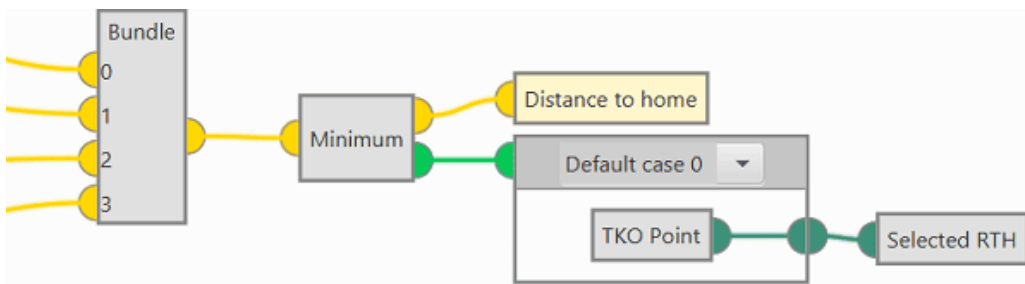 Bundle
0
1
2
3
Minimum
Distance to home
Default case 0
TKO Point
Selected RTH